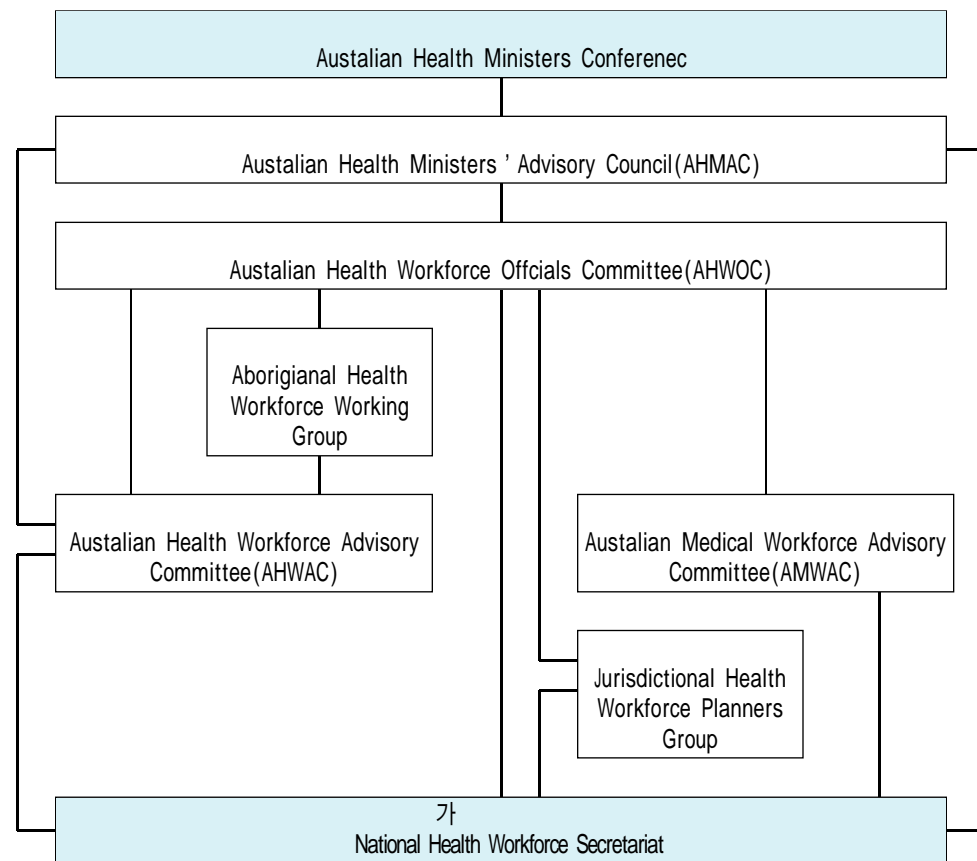 Austalian Health Ministers Conferenec
Austalian Health Ministers ’ Advisory Council(AHMAC)
Austalian Health Workforce Offcials Committee(AHWOC)
Aborigianal Health
Workforce Working
Group
Austalian Health Workforce Advisory
Committee(AHWAC)
Austalian Medical Workforce Advisory
Committee(AMWAC)
Jurisdictional Health
Workforce Planners
Group
가
National Health Workforce Secretariat